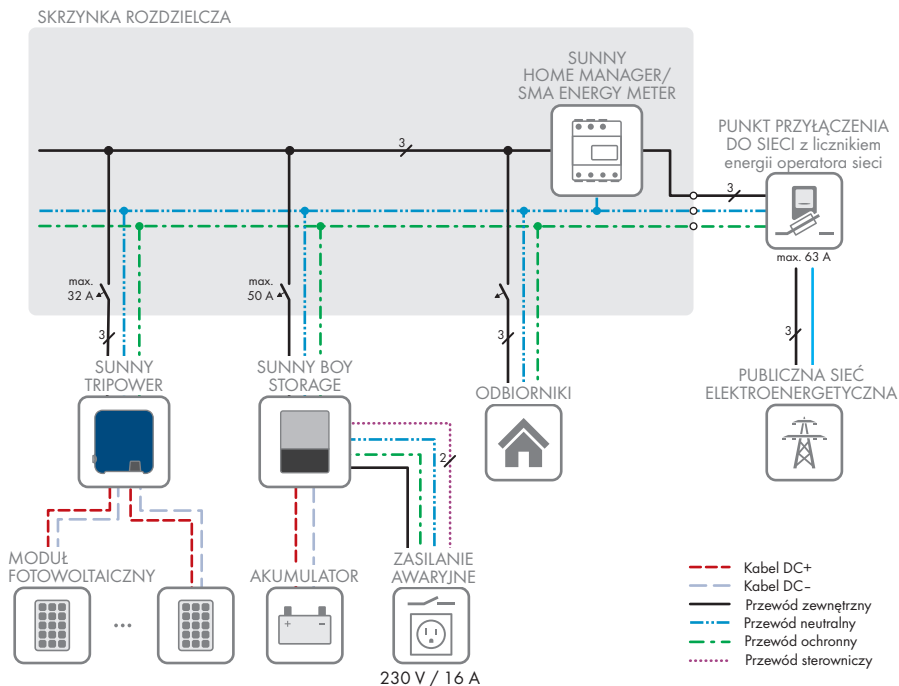 SKRZYNKA ROZDZIELCZA
SUNNY
HOME MANAGER/
SMA ENERGY METER
PUNKT PRZYŁĄCZENIA
DO SIECI z licznikiem
energii operatora sieci
3
3
max. 63 A
max.
32 A
max.
50 A
3
3
3
SUNNY
TRIPOWER
SUNNY BOY
STORAGE
ODBIORNIKI
PUBLICZNA SIEĆ
ELEKTROENERGETYCZNA
2
MODUŁ
FOTOWOLTAICZNY
...
AKUMULATOR
+ -
ZASILANIE
AWARYJNE
230 V / 16 A
Kabel DC+
Kabel DC–
Przewód zewnętrzny
Przewód neutralny
Przewód ochronny
Przewód sterowniczy